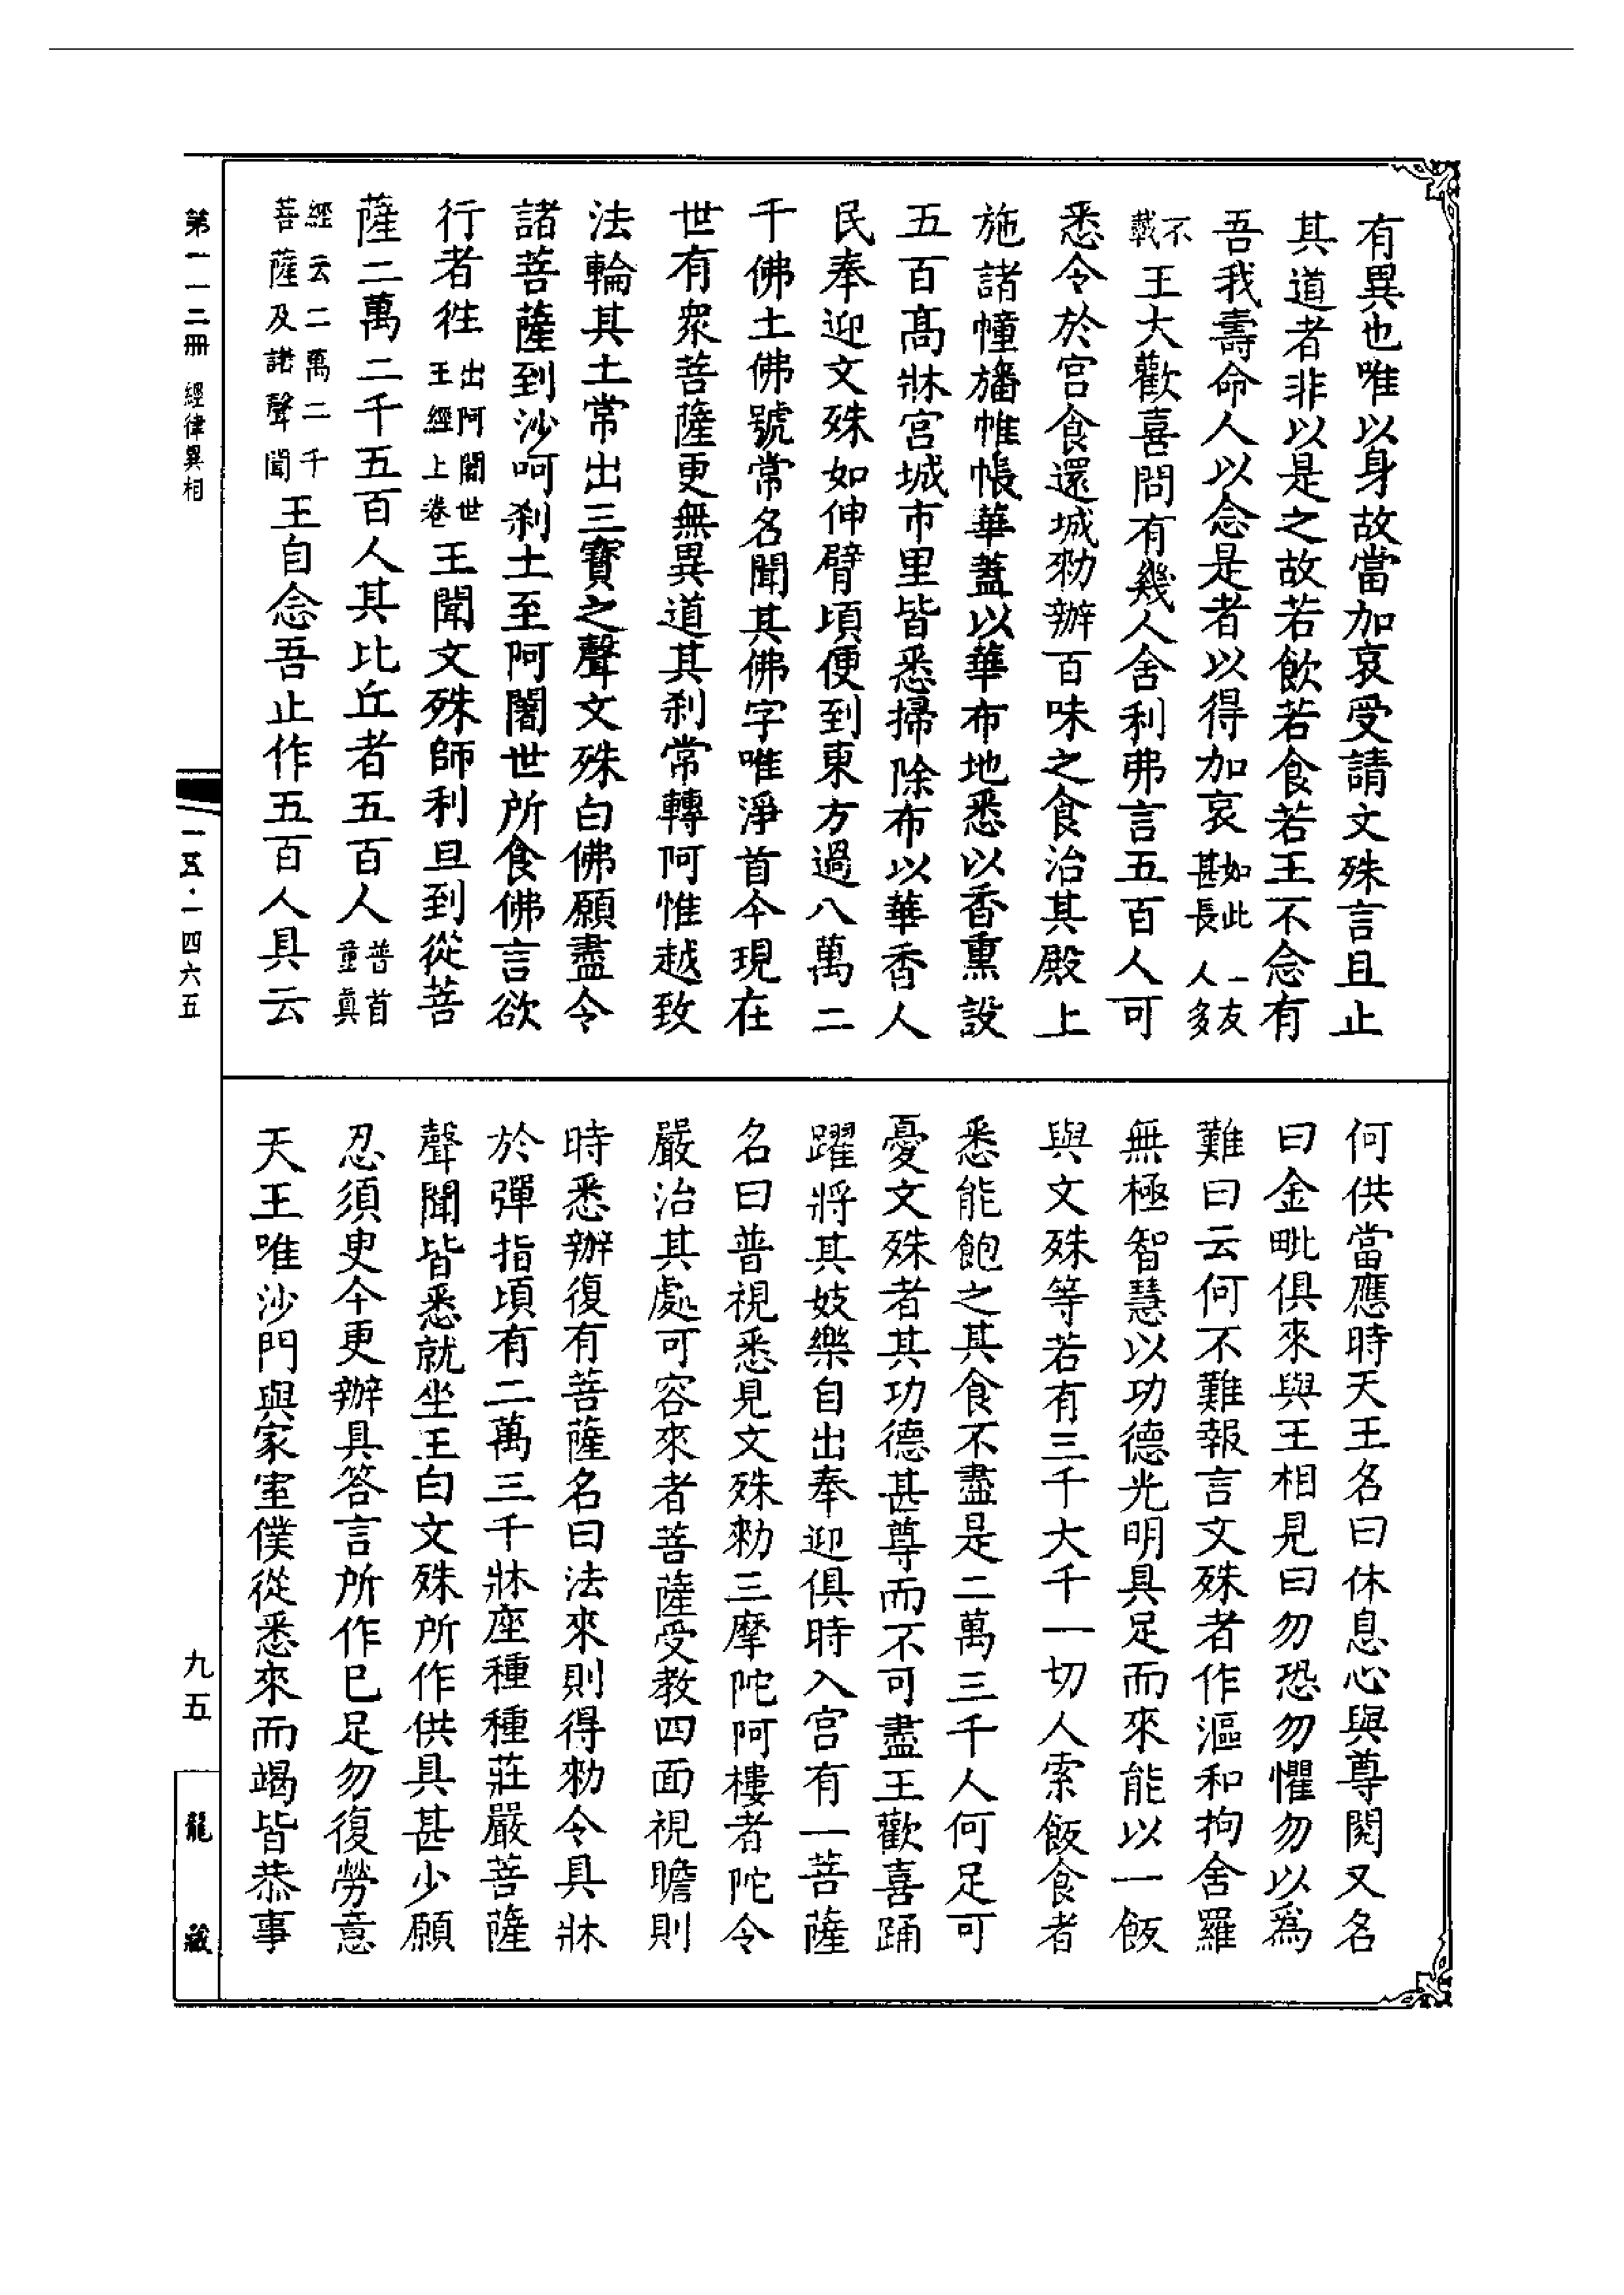 有異也唯以身故當加哀受請文殊言且止
其道者非以是之故若飲若食若王不念有
吾我壽命人以念是者以得加哀如此一友甚長人多
不載王大歡喜問有幾人舍利弗言五百人可
悉令於宮食還城勑辦百味之食治其殿上
施諸幢旛帷帳華蓋以華布地悉以香熏設
五百高牀宮城市里皆悉掃除布以華香人
民奉迎文殊如伸臂頃便到東方過八萬二
千佛土佛號常名聞其佛字唯淨首今現在
世有眾菩薩更無異道其剎常轉阿惟越致
法輪其土常出三寶之聲文殊白佛願盡令
諸菩薩到沙呵剎土至阿闍世所食佛言欲
行者徃出阿闍世王經上卷王聞文殊師利旦到從菩
薩二萬二千五百人其比丘者五百人普首童真
經云二萬二千菩薩及諸聲聞王自念吾止作五百人具云
何供當應時天王名曰休息心與尊閱叉名
曰金毗俱來與王相見曰勿恐勿懼勿以為
難曰云何不難報言文殊者作漚和拘舍羅
無極智慧以功德光明具足而來能以一飯
與文殊等若有三千大千一切人索飯食者
悉能飽之其食不盡是二萬三千人何足可
憂文殊者其功德甚尊而不可盡王歡喜踊
躍將其妓樂自出奉迎俱時入宮有一菩薩
名曰普視悉見文殊勑三摩陀阿樓者陀令
嚴治其處可容來者菩薩受教四面視瞻則
時悉辦復有菩薩名曰法來則得勑令具牀
於彈指頃有二萬三千牀座種種莊嚴菩薩
聲聞皆悉就坐王白文殊所作供具甚少願
忍須臾今更辦具答言所作已足勿復勞意
天王唯沙門與家室僕從悉來而竭皆恭事
第一一二冊 經律異相
一五·一四六五
九五
龍藏